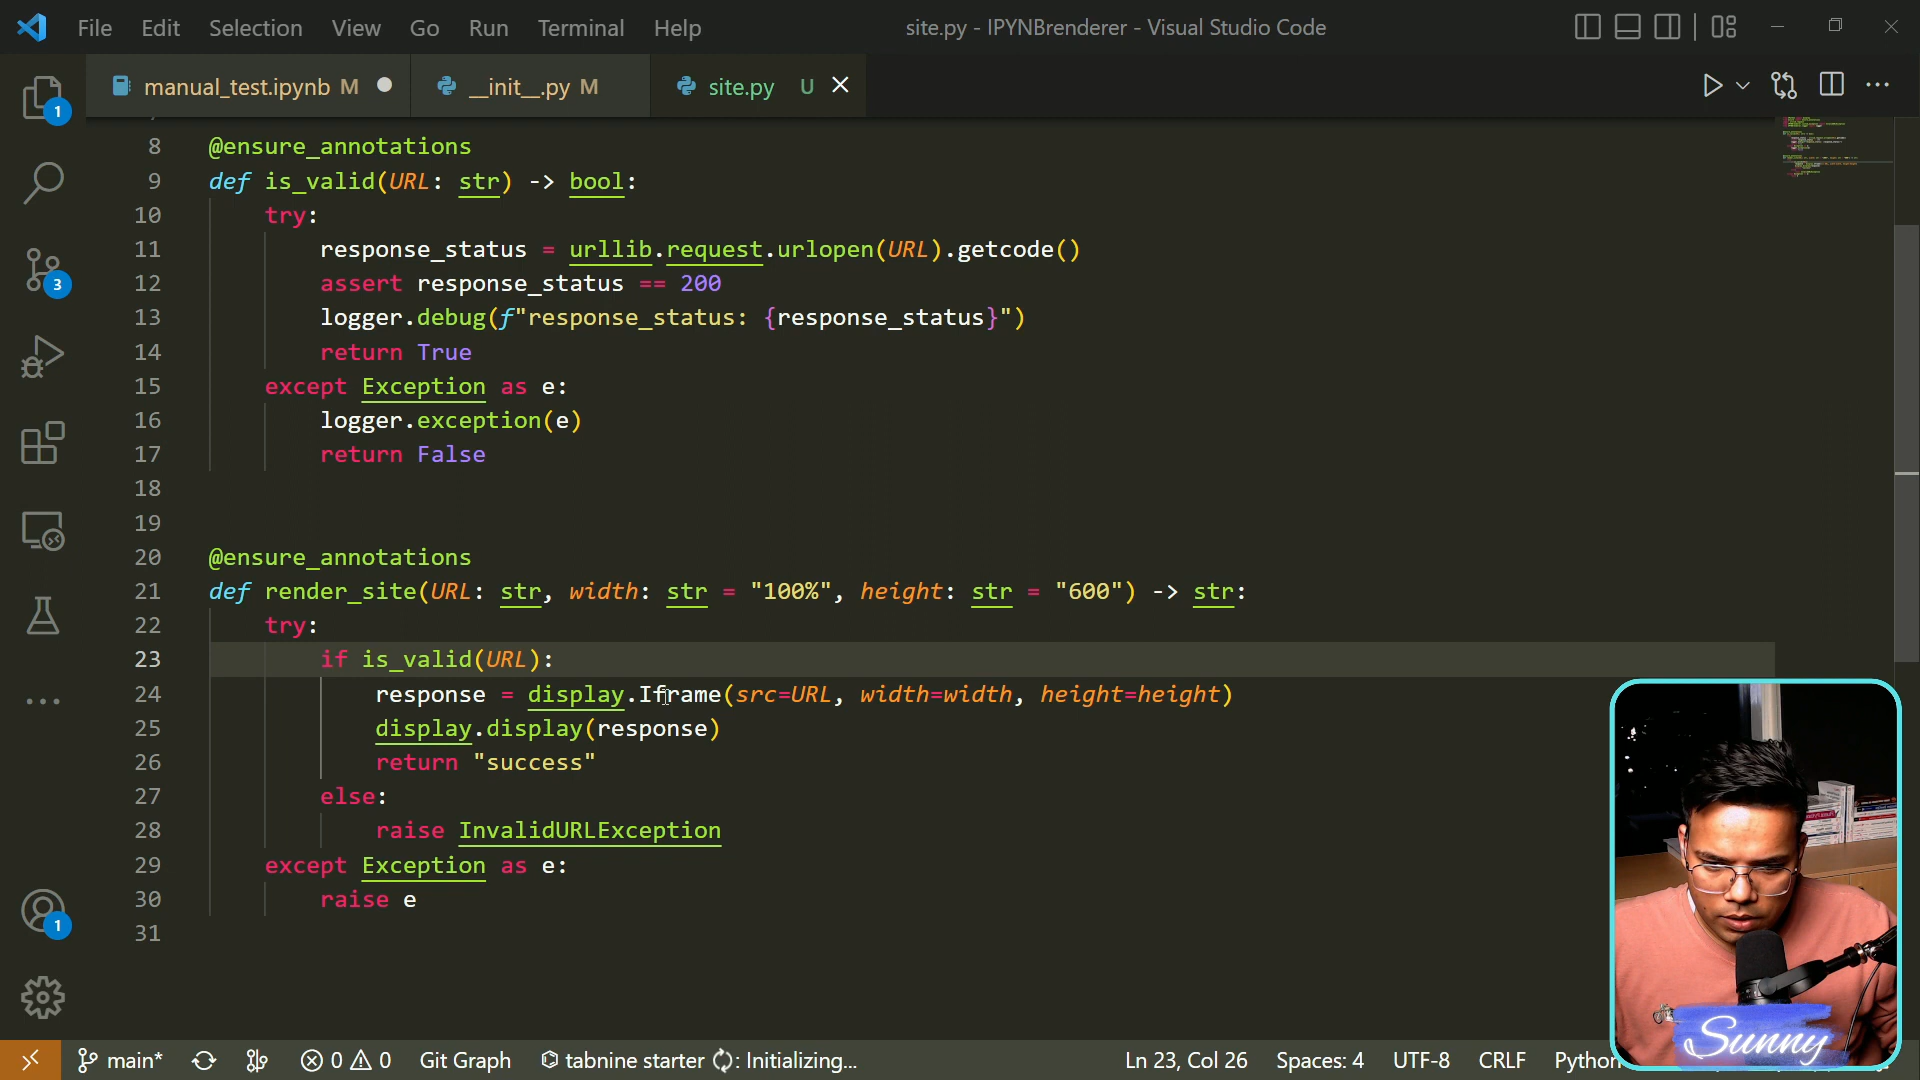 File Edit Selection View Go Run Terminal Help site.py - IPYNBrenderer - Visual Studio Code
manual_test.ipynb M __init__.py M site.py U
1
3
1
8 @ensure_annotations
9 def is_valid(URL: str) -> bool:
10 try:
11 response_status = urllib.request.urlopen(URL).getcode()
12 assert response_status == 200
13 logger.debug(f"response_status: {response_status}")
14 return True
15 except Exception as e:
16 logger.exception(e)
17 return False
18
19
20 @ensure_annotations
21 def render_site(URL: str, width: str = "100%", height: str = "600") -> str:
22 try:
23 if is_valid(URL):
24 response = display.Iframe(src=URL, width=width, height=height)
25 display.display(response)
26 return "success"
27 else:
28 raise InvalidURLException
29 except Exception as e:
30 raise e
31
Sunny
main* 0 0 Git Graph tabnine starter : Initializing... Ln 23, Col 26 Spaces: 4 UTF-8 CRLF Python